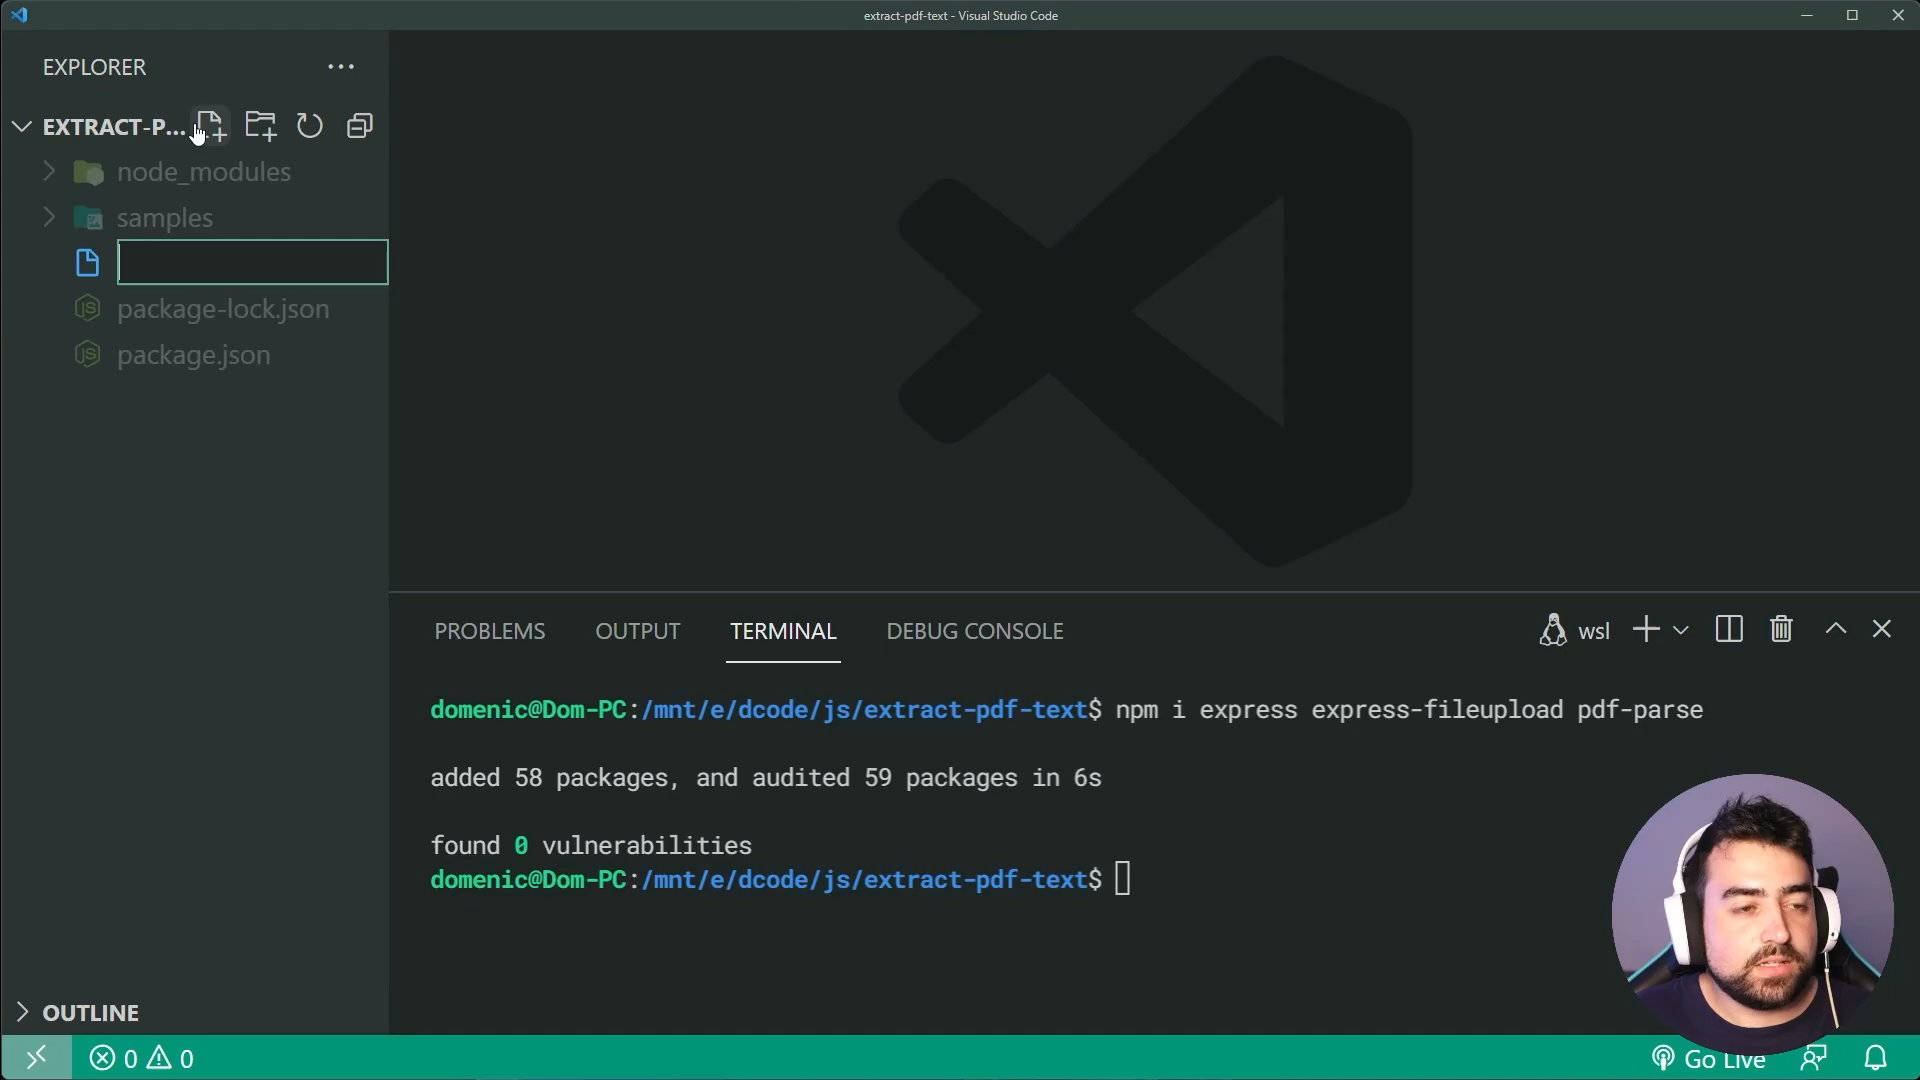 extract-pdf-text - Visual Studio Code
EXPLORER
EXTRACT-P...
node_modules
samples
package-lock.json
package.json
PROBLEMS
OUTPUT
TERMINAL
DEBUG CONSOLE
wsl
domenic@Dom-PC:/mnt/e/dcode/js/extract-pdf-text$ npm i express express-fileupload pdf-parse
added 58 packages, and audited 59 packages in 6s
found 0 vulnerabilities
domenic@Dom-PC:/mnt/e/dcode/js/extract-pdf-text$
OUTLINE
0
0
Go Live